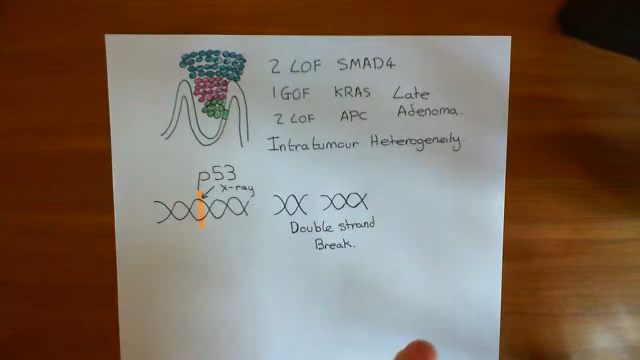 2 LOF SMAD4
1 GOF KRAS Late
2 LOF APC Adenoma.
Intratumour Heterogeneity
p53
x-ray
Double strand
Break.